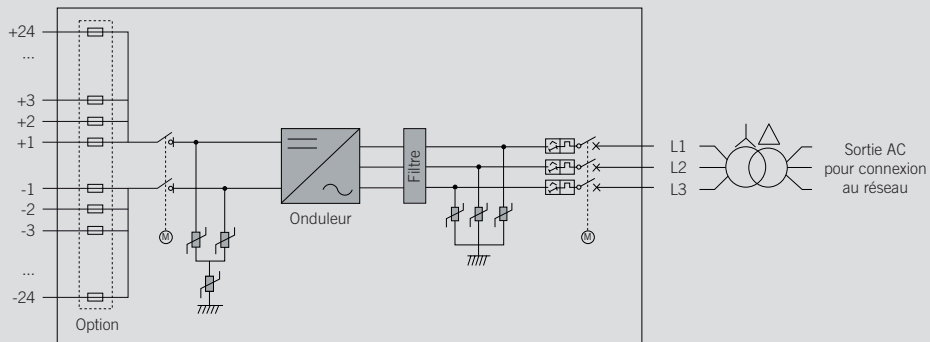 +24
...
+3
+2
+1
-1
-2
-3
...
-24
Option
M
Onduleur
Filtre
M
L1
L2
L3
Sortie AC
pour connexion
au réseau